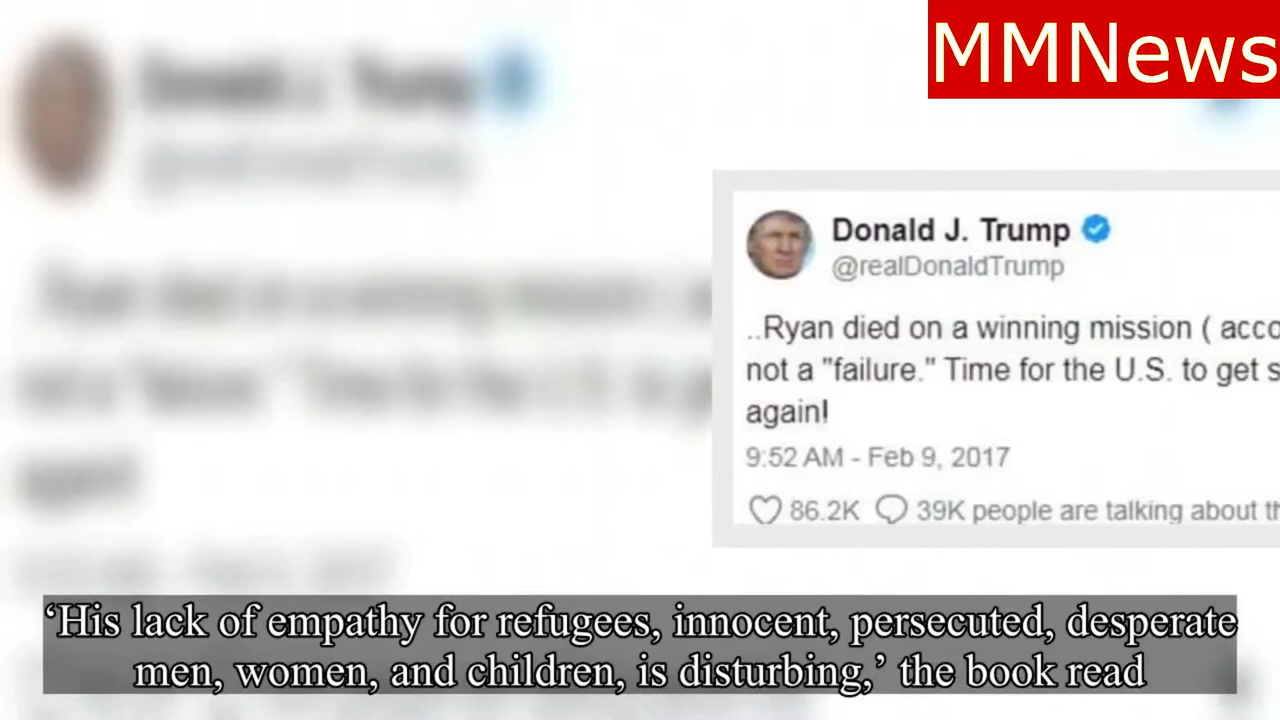 MMNews
Donald J. Trump
@realDonaldTrump
..Ryan died on a winning mission ( acco
not a "failure." Time for the U.S. to get s
again!
9:52 AM - Feb 9, 2017
86.2K 39K people are talking about th
‘His lack of empathy for refugees, innocent, persecuted, desperate
men, women, and children, is disturbing,’ the book read